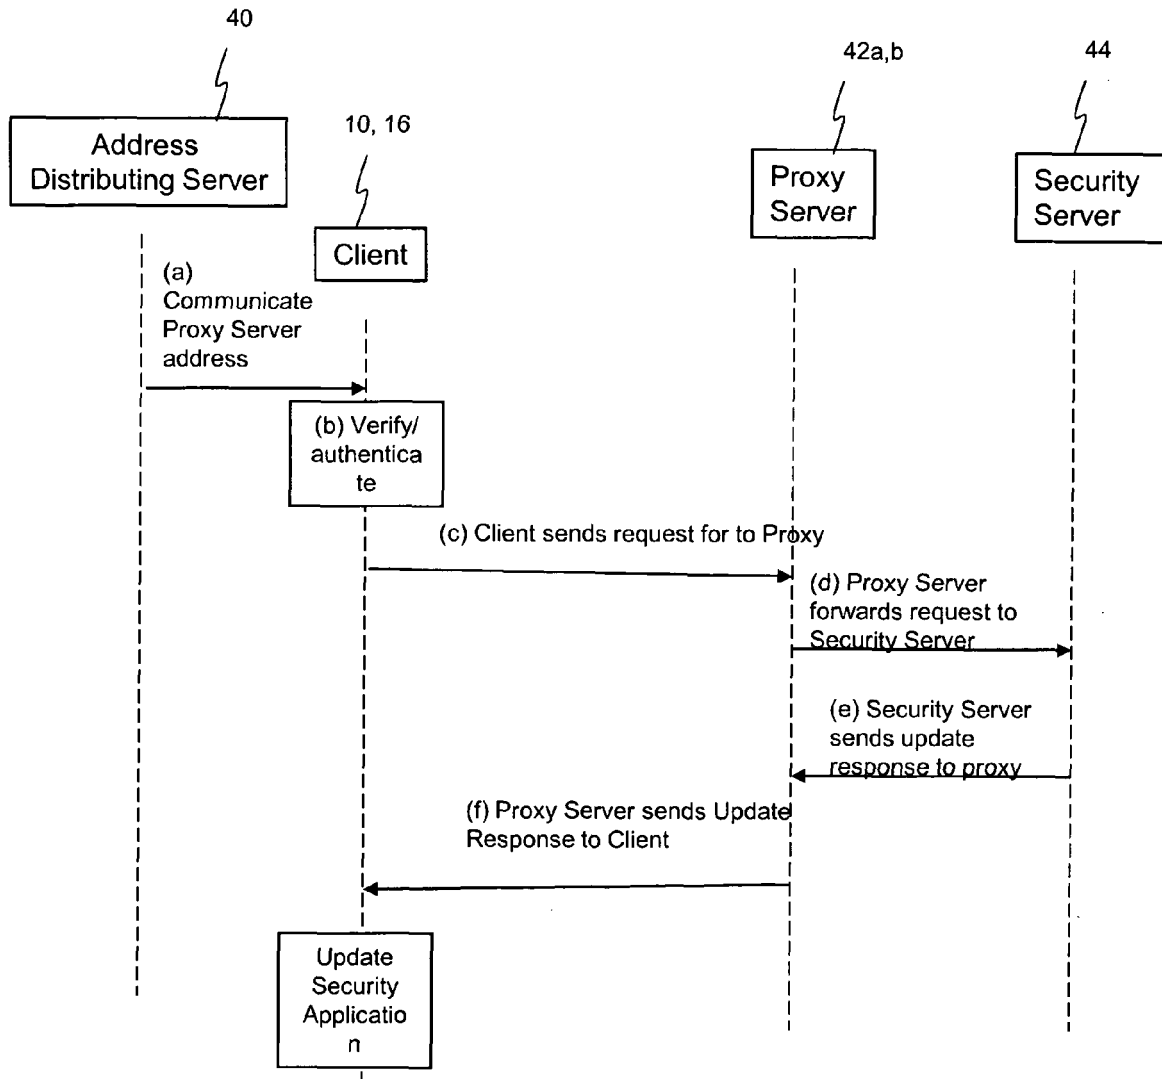 40
42a,b
44
10, 16
Address
Distributing Server
Client
Proxy
Server
Security
Server
(a)
Communicate
Proxy Server
address
(b) Verify/
authentica
te
(c) Client sends request for to Proxy
(d) Proxy Server
forwards request to
Security Server
(e) Security Server
sends update
response to proxy
(f) Proxy Server sends Update
Response to Client
Update
Security
Applicatio
n